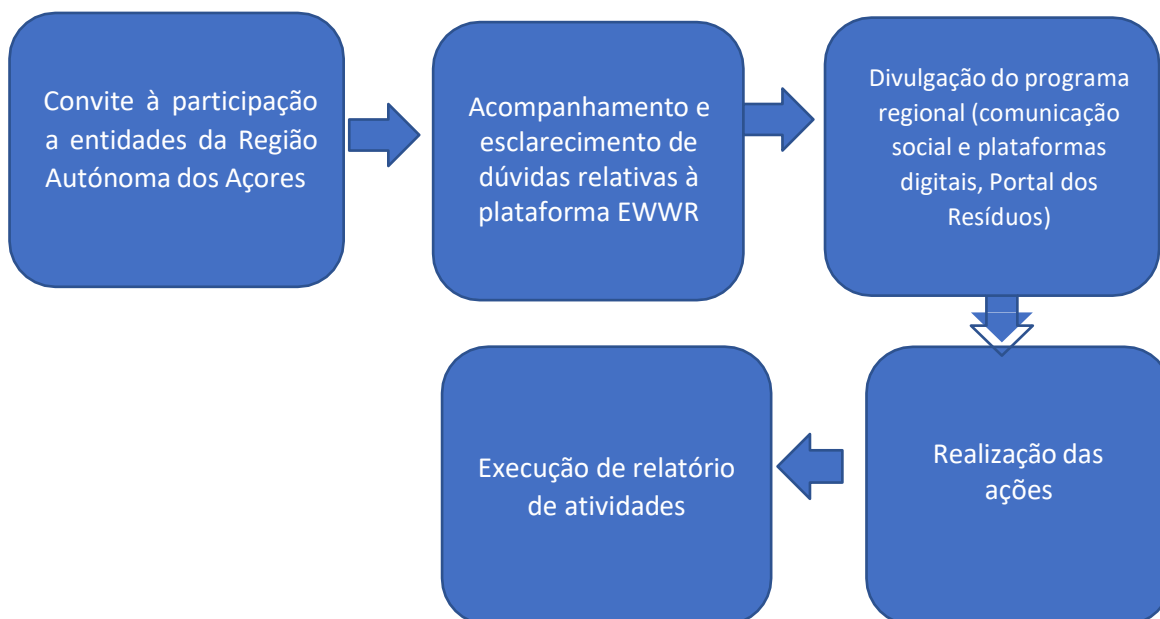 Convite à participação
a entidades da Região
Autónoma dos Açores
Acompanhamento e
esclarecimento de
dúvidas relativas à
plataforma EWWR
Divulgação do programa
regional (comunicação
social e plataformas
digitais, Portal dos
Resíduos)
Realização das
ações
Execução de relatório
de atividades